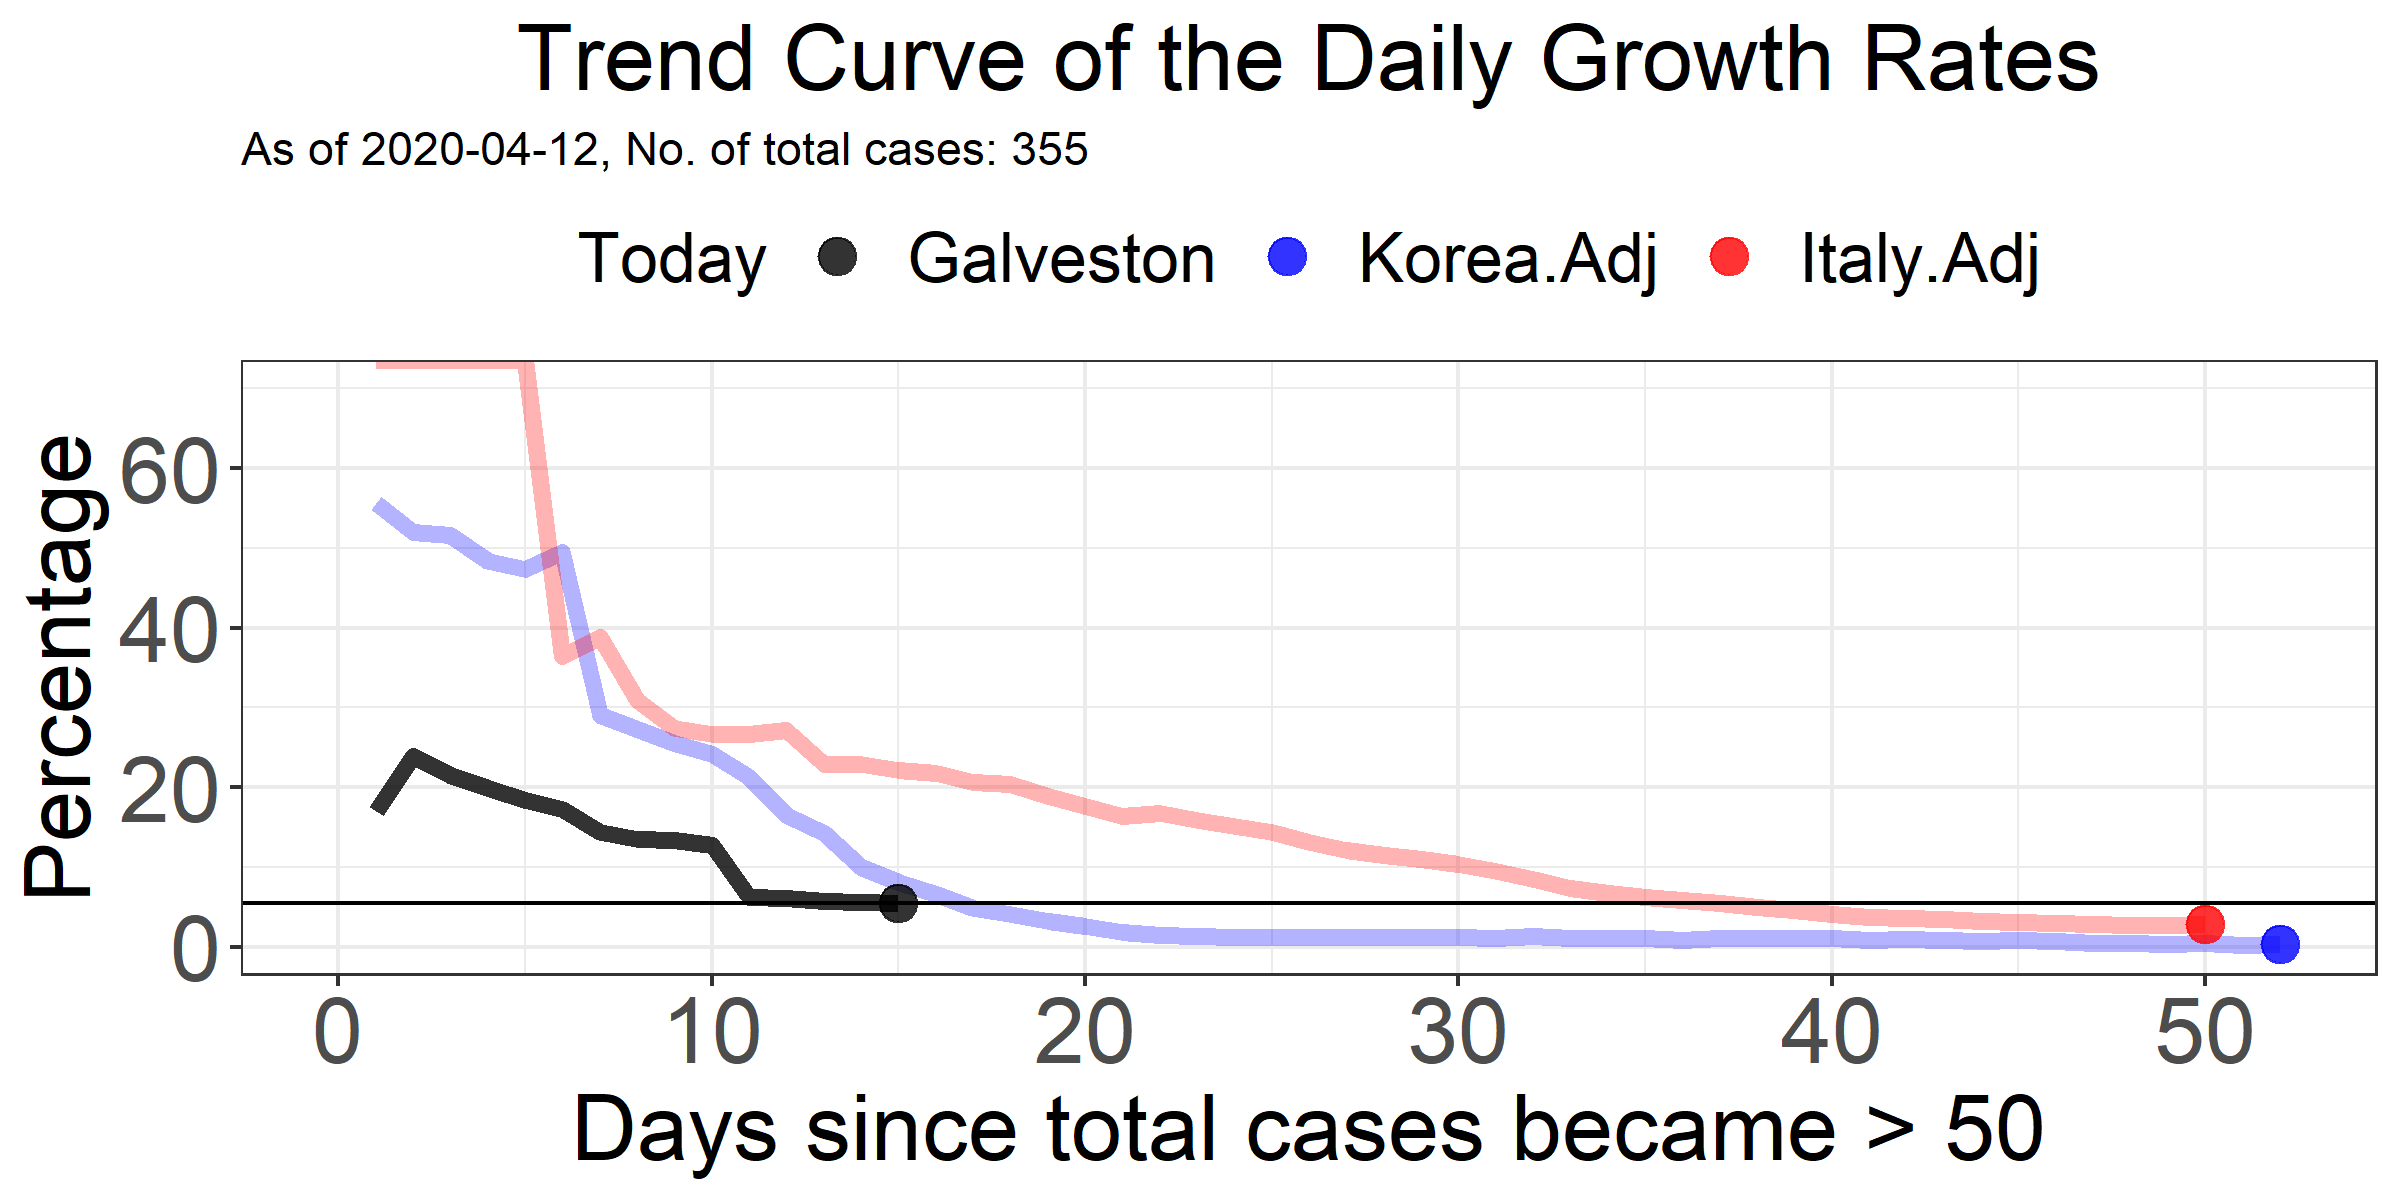 Trend Curve of the Daily Growth Rates
As of 2020-04-12, No. of total cases: 355
Today Galveston Korea.Adj Italy.Adj
Percentage
60
40
20
0
0 10 20 30 40 50
Days since total cases became > 50